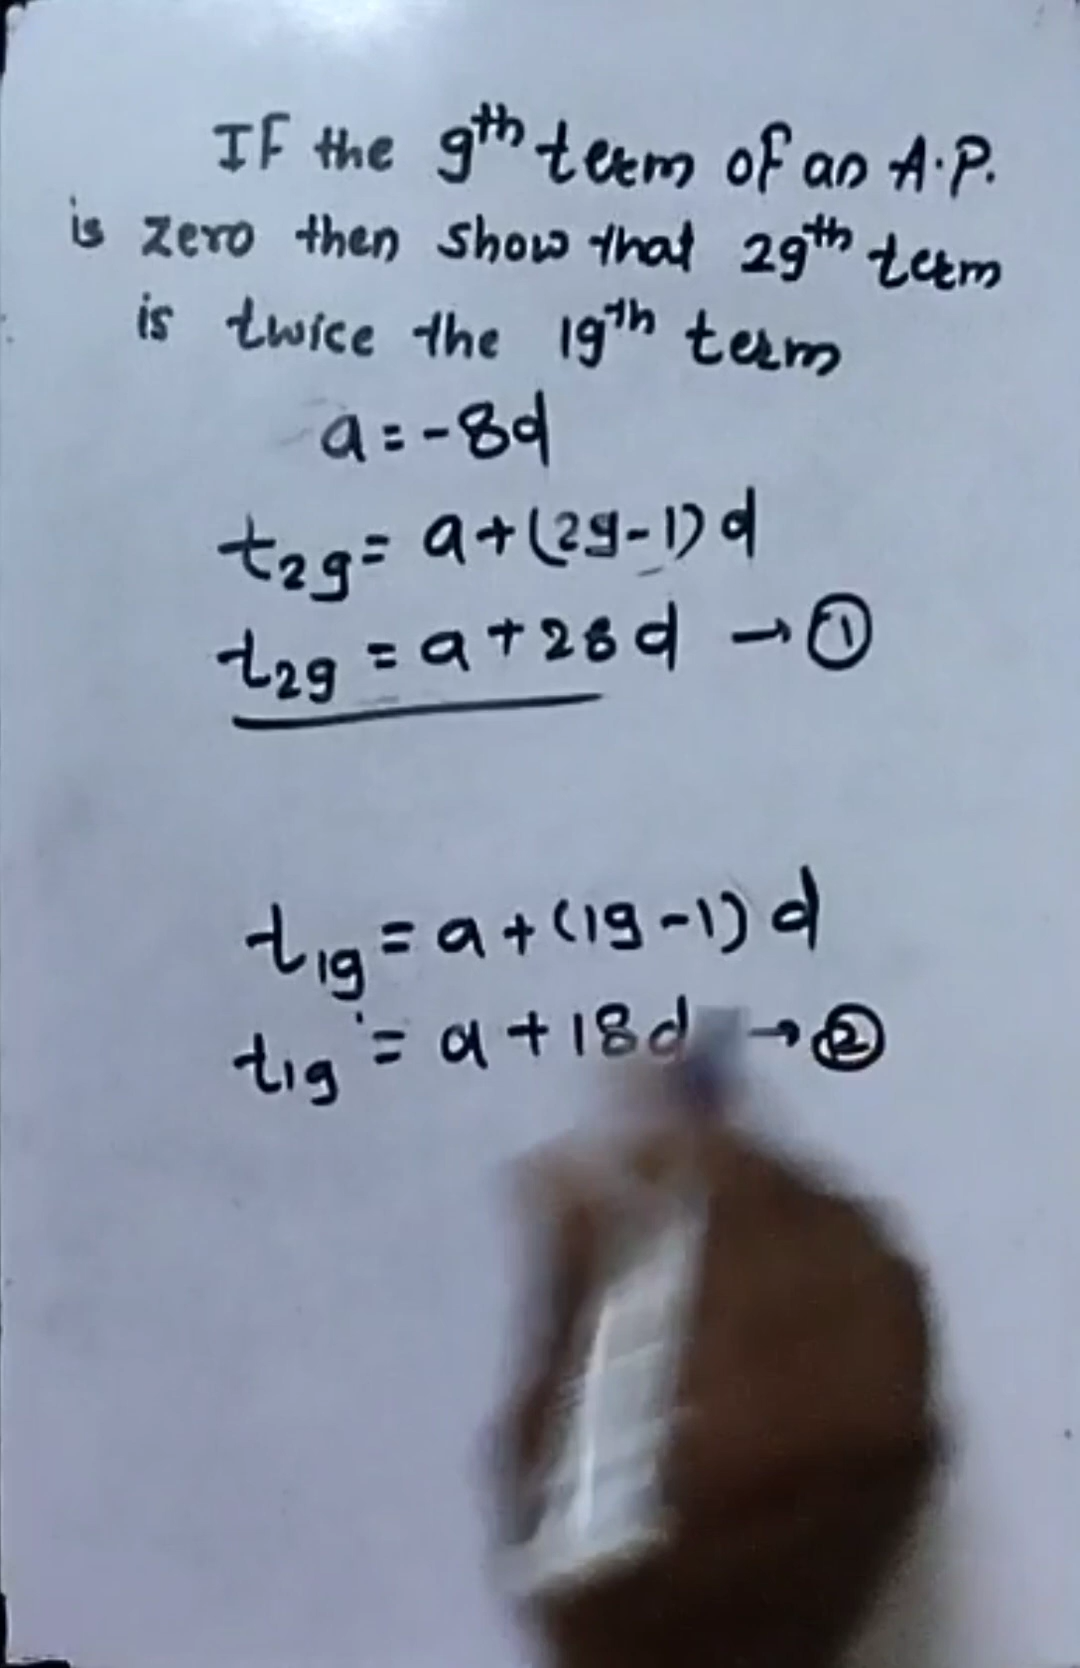 If the 9th term of an A.P.
is zero then show that 29th term
is twice the 19th term
a = -8d
t29 = a + (29-1) d
t29 = a + 28 d → ①
t19 = a + (19-1) d
t19 = a + 18d → ②